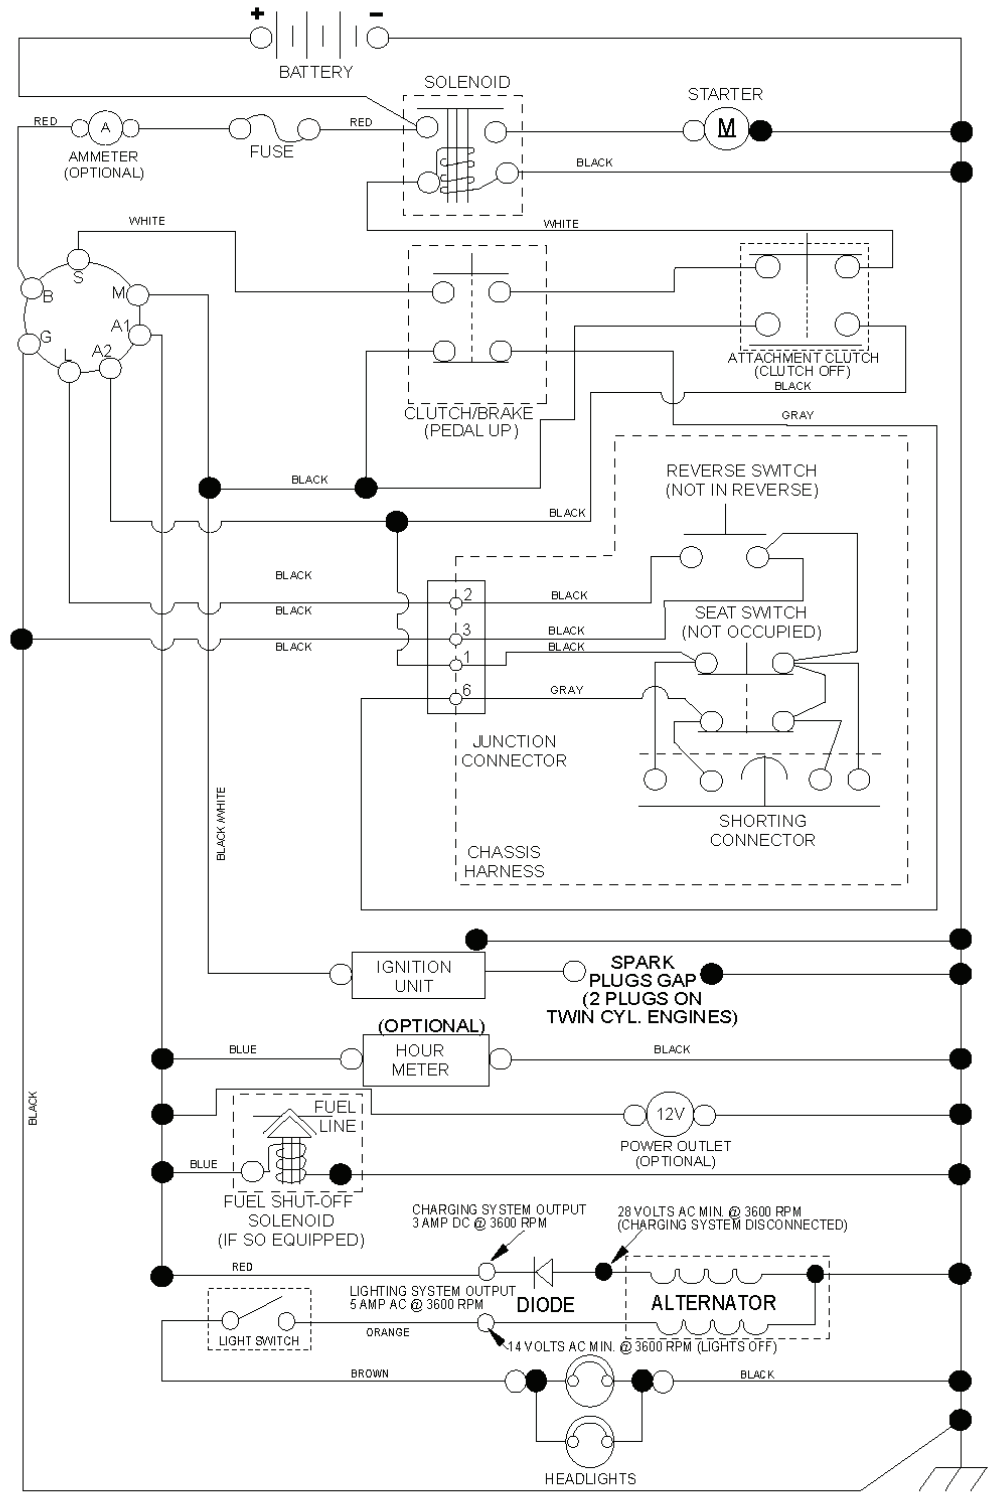 + -
BATTERY
SOLENOID
STARTER
RED
A
RED
M
FUSE
AMMETER
(OPTIONAL)
BLACK
WHITE
WHITE
S
B
M
G
A1
L
A2
ATTACHMENT CLUTCH
(CLUTCH OFF)
BLACK
CLUTCH/BRAKE
(PEDAL UP)
GRAY
REVERSE SWITCH
(NOT IN REVERSE)
BLACK
BLACK
BLACK
2
BLACK
BLACK
SEAT SWITCH
(NOT OCCUPIED)
3
BLACK
BLACK
BLACK
1
6
GRAY
JUNCTION
CONNECTOR
BLACK/WHITE
SHORTING
CONNECTOR
CHASSIS
HARNESS
IGNITION
UNIT
SPARK
PLUGS GAP
(2 PLUGS ON
TWIN CYL. ENGINES)
(OPTIONAL)
BLUE
HOUR
METER
BLACK
BLACK
FUEL
LINE
12V
POWER OUTLET
(OPTIONAL)
BLUE
FUEL SHUT-OFF
SOLENOID
(IF SO EQUIPPED)
CHARGING SYSTEM OUTPUT
3 AMP DC @ 3600 RPM
28 VOLTS AC MIN. @ 3600 RPM
(CHARGING SYSTEM DISCONNECTED)
RED
LIGHTING SYSTEM OUTPUT
5 AMP AC @ 3600 RPM
DIODE
ALTERNATOR
LIGHT SWITCH
ORANGE
14 VOLTS AC MIN. @ 3600 RPM (LIGHTS OFF)
BROWN
BLACK
HEADLIGHTS